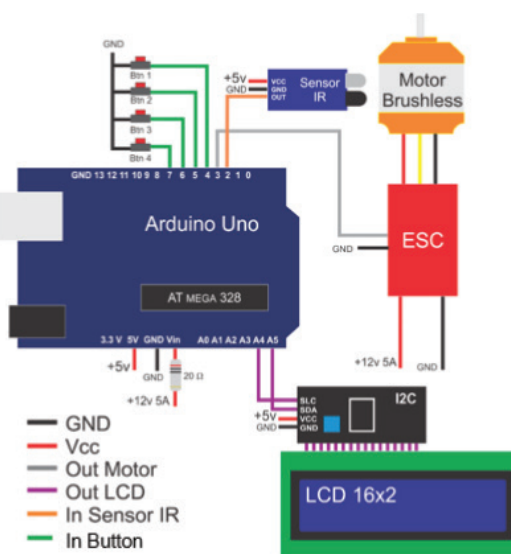 GND
Btn 1
Btn 2
Btn 3
Btn 4
+5v
GND
VCC
GND
OUT
Sensor
IR
Motor
Brushless
GND 13 12 11 10 9 8 7 6 5 4 3 2 1 0
Arduino Uno
AT MEGA 328
GND
ESC
3.3 V 5V GND Vin A0 A1 A2 A3 A4 A5
+5v
GND
20 Ω
+12v 5A
+12v 5A
GND
SLC
SDA
VCC
GND
I2C
+5v
GND
LCD 16x2
GND
Vcc
Out Motor
Out LCD
In Sensor IR
In Button